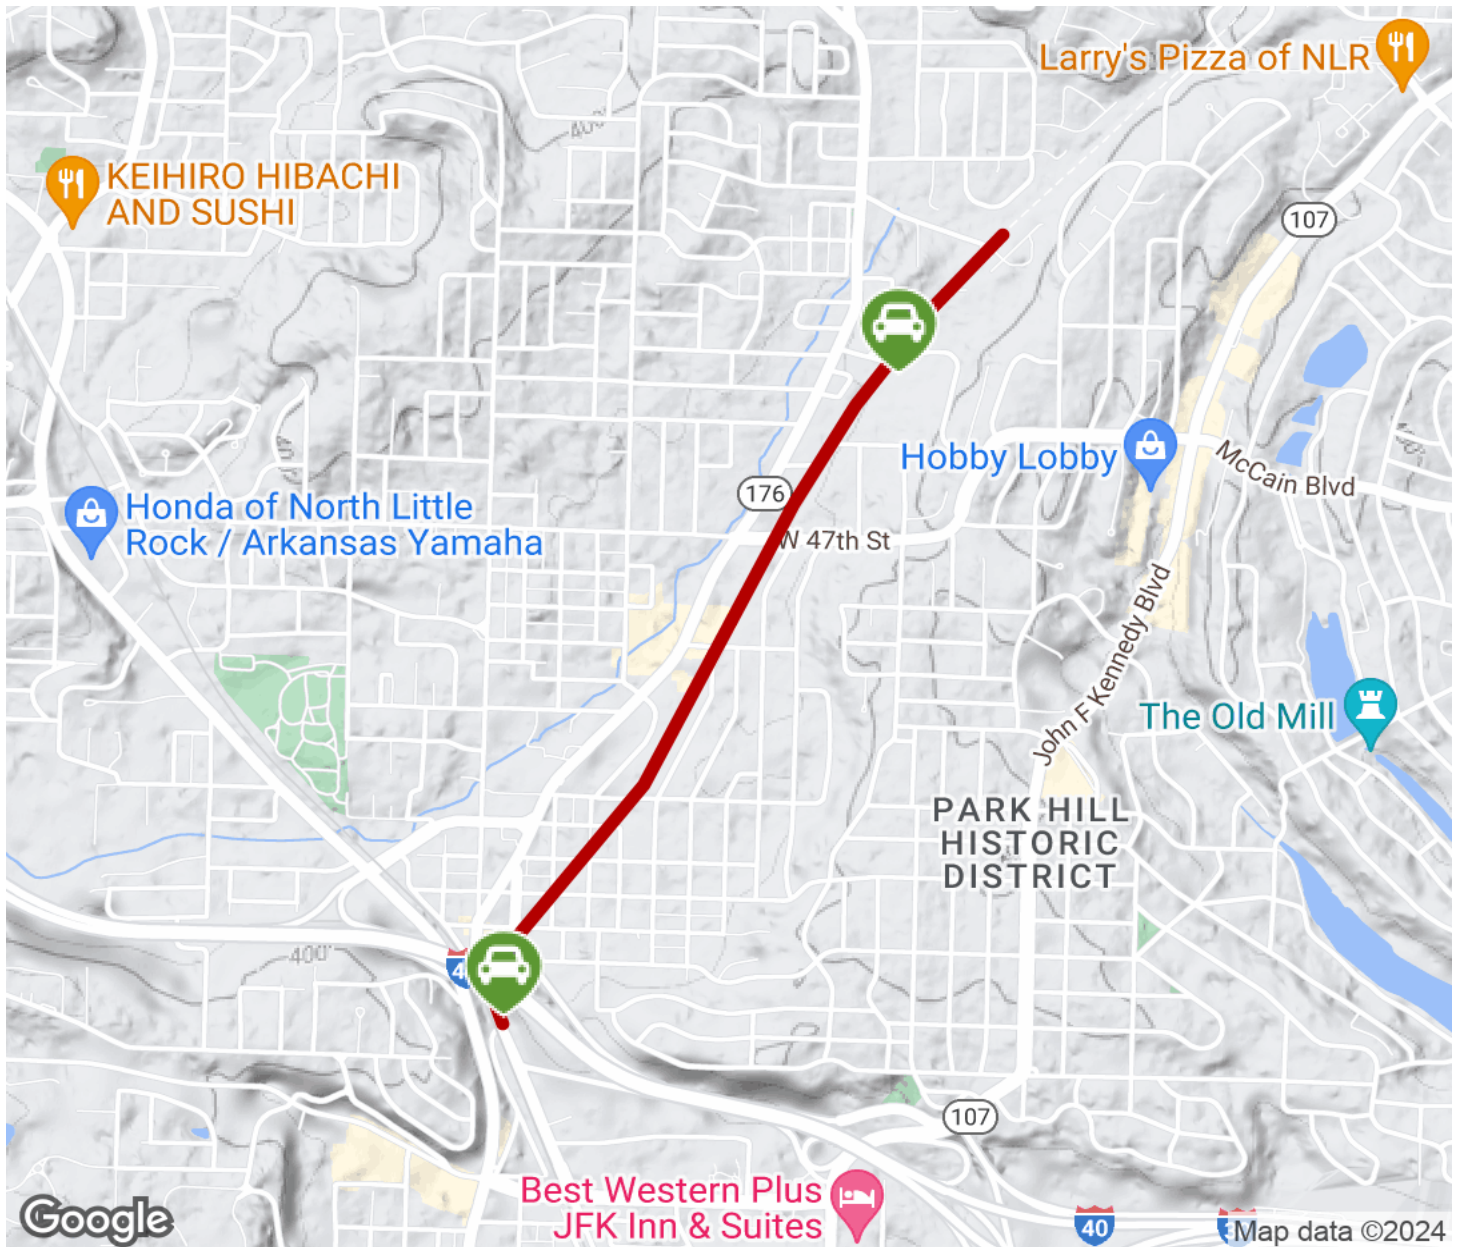 Larry's Pizza of NLR
400'
KEIHIRO HIBACHI
AND SUSHI
107
Hobby Lobby
McCain Blvd
400'
176
Honda of North Little
Rock / Arkansas Yamaha
W 47th St
John F Kennedy Blvd
The Old Mill
PARK HILL
HISTORIC
DISTRICT
400'
107
Best Western Plus
JFK Inn & Suites
40
Google
Map data ©2024